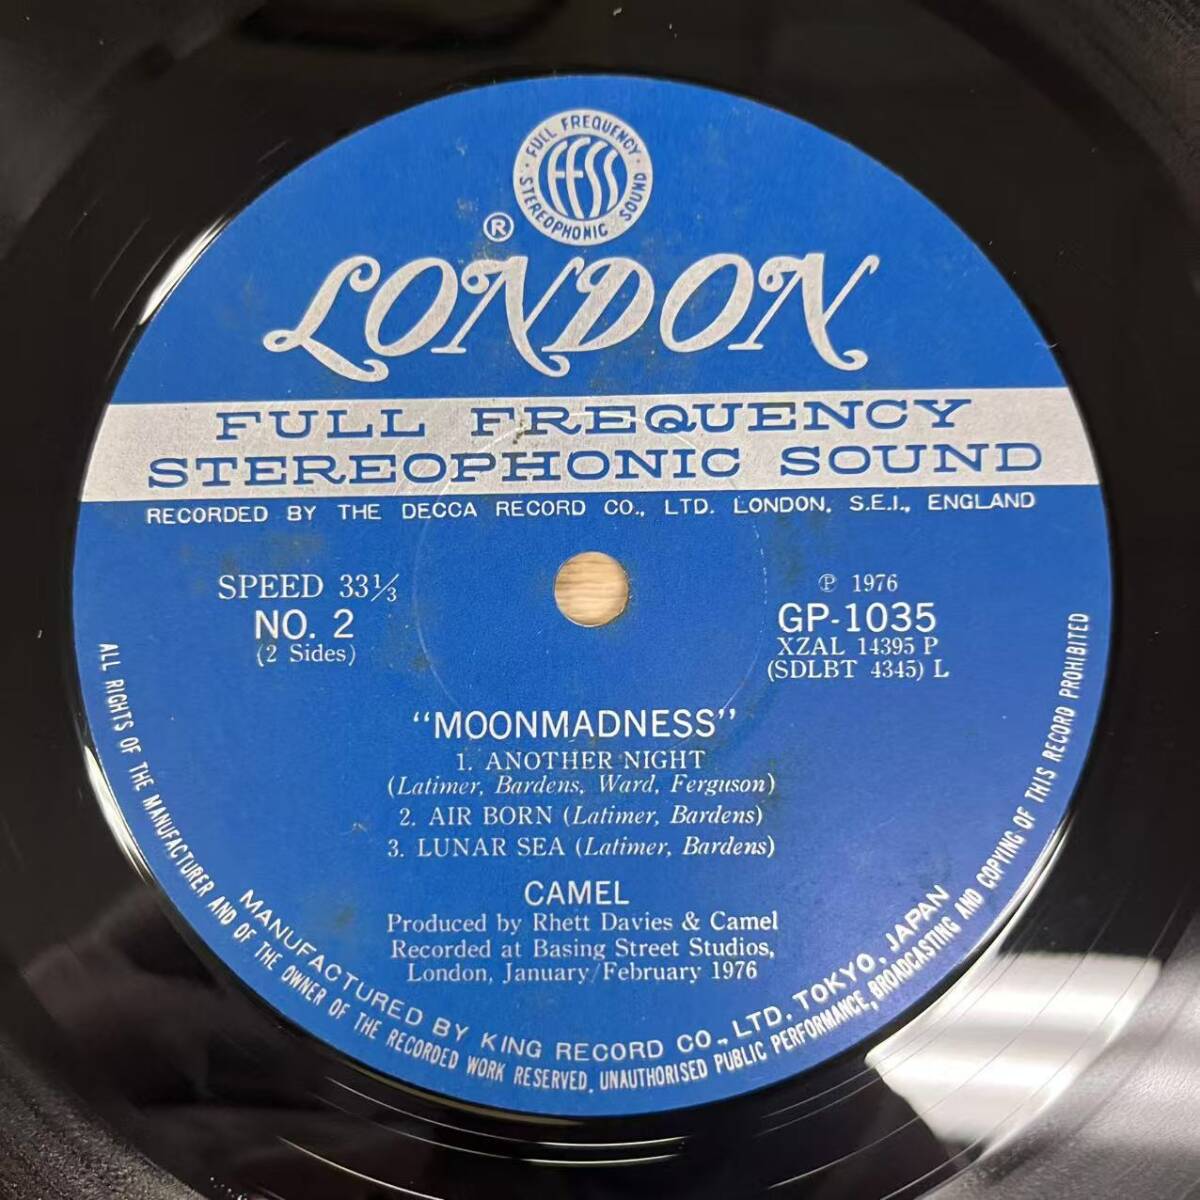 FULL FREQUENCY
STEREOPHONIC SOUND
FFSS
®
LONDON
FULL FREQUENCY
STEREOPHONIC SOUND
RECORDED BY THE DECCA RECORD CO., LTD. LONDON, S.E.I., ENGLAND
SPEED 33⅓
NO. 2
(2 Sides)
℗ 1976
GP-1035
XZAL 14395 P
(SDLBT 4345) L
"MOONMADNESS"
1. ANOTHER NIGHT
(Latimer, Bardens, Ward, Ferguson)
2. AIR BORN (Latimer, Bardens)
3. LUNAR SEA (Latimer, Bardens)
CAMEL
Produced by Rhett Davies & Camel
Recorded at Basing Street Studios,
London, January/February 1976
MANUFACTURED BY KING RECORD CO., LTD. TOKYO, JAPAN
ALL RIGHTS OF THE MANUFACTURER AND OF THE OWNER OF THE RECORDED WORK RESERVED. UNAUTHORISED PUBLIC PERFORMANCE, BROADCASTING AND COPYING OF THIS RECORD PROHIBITED